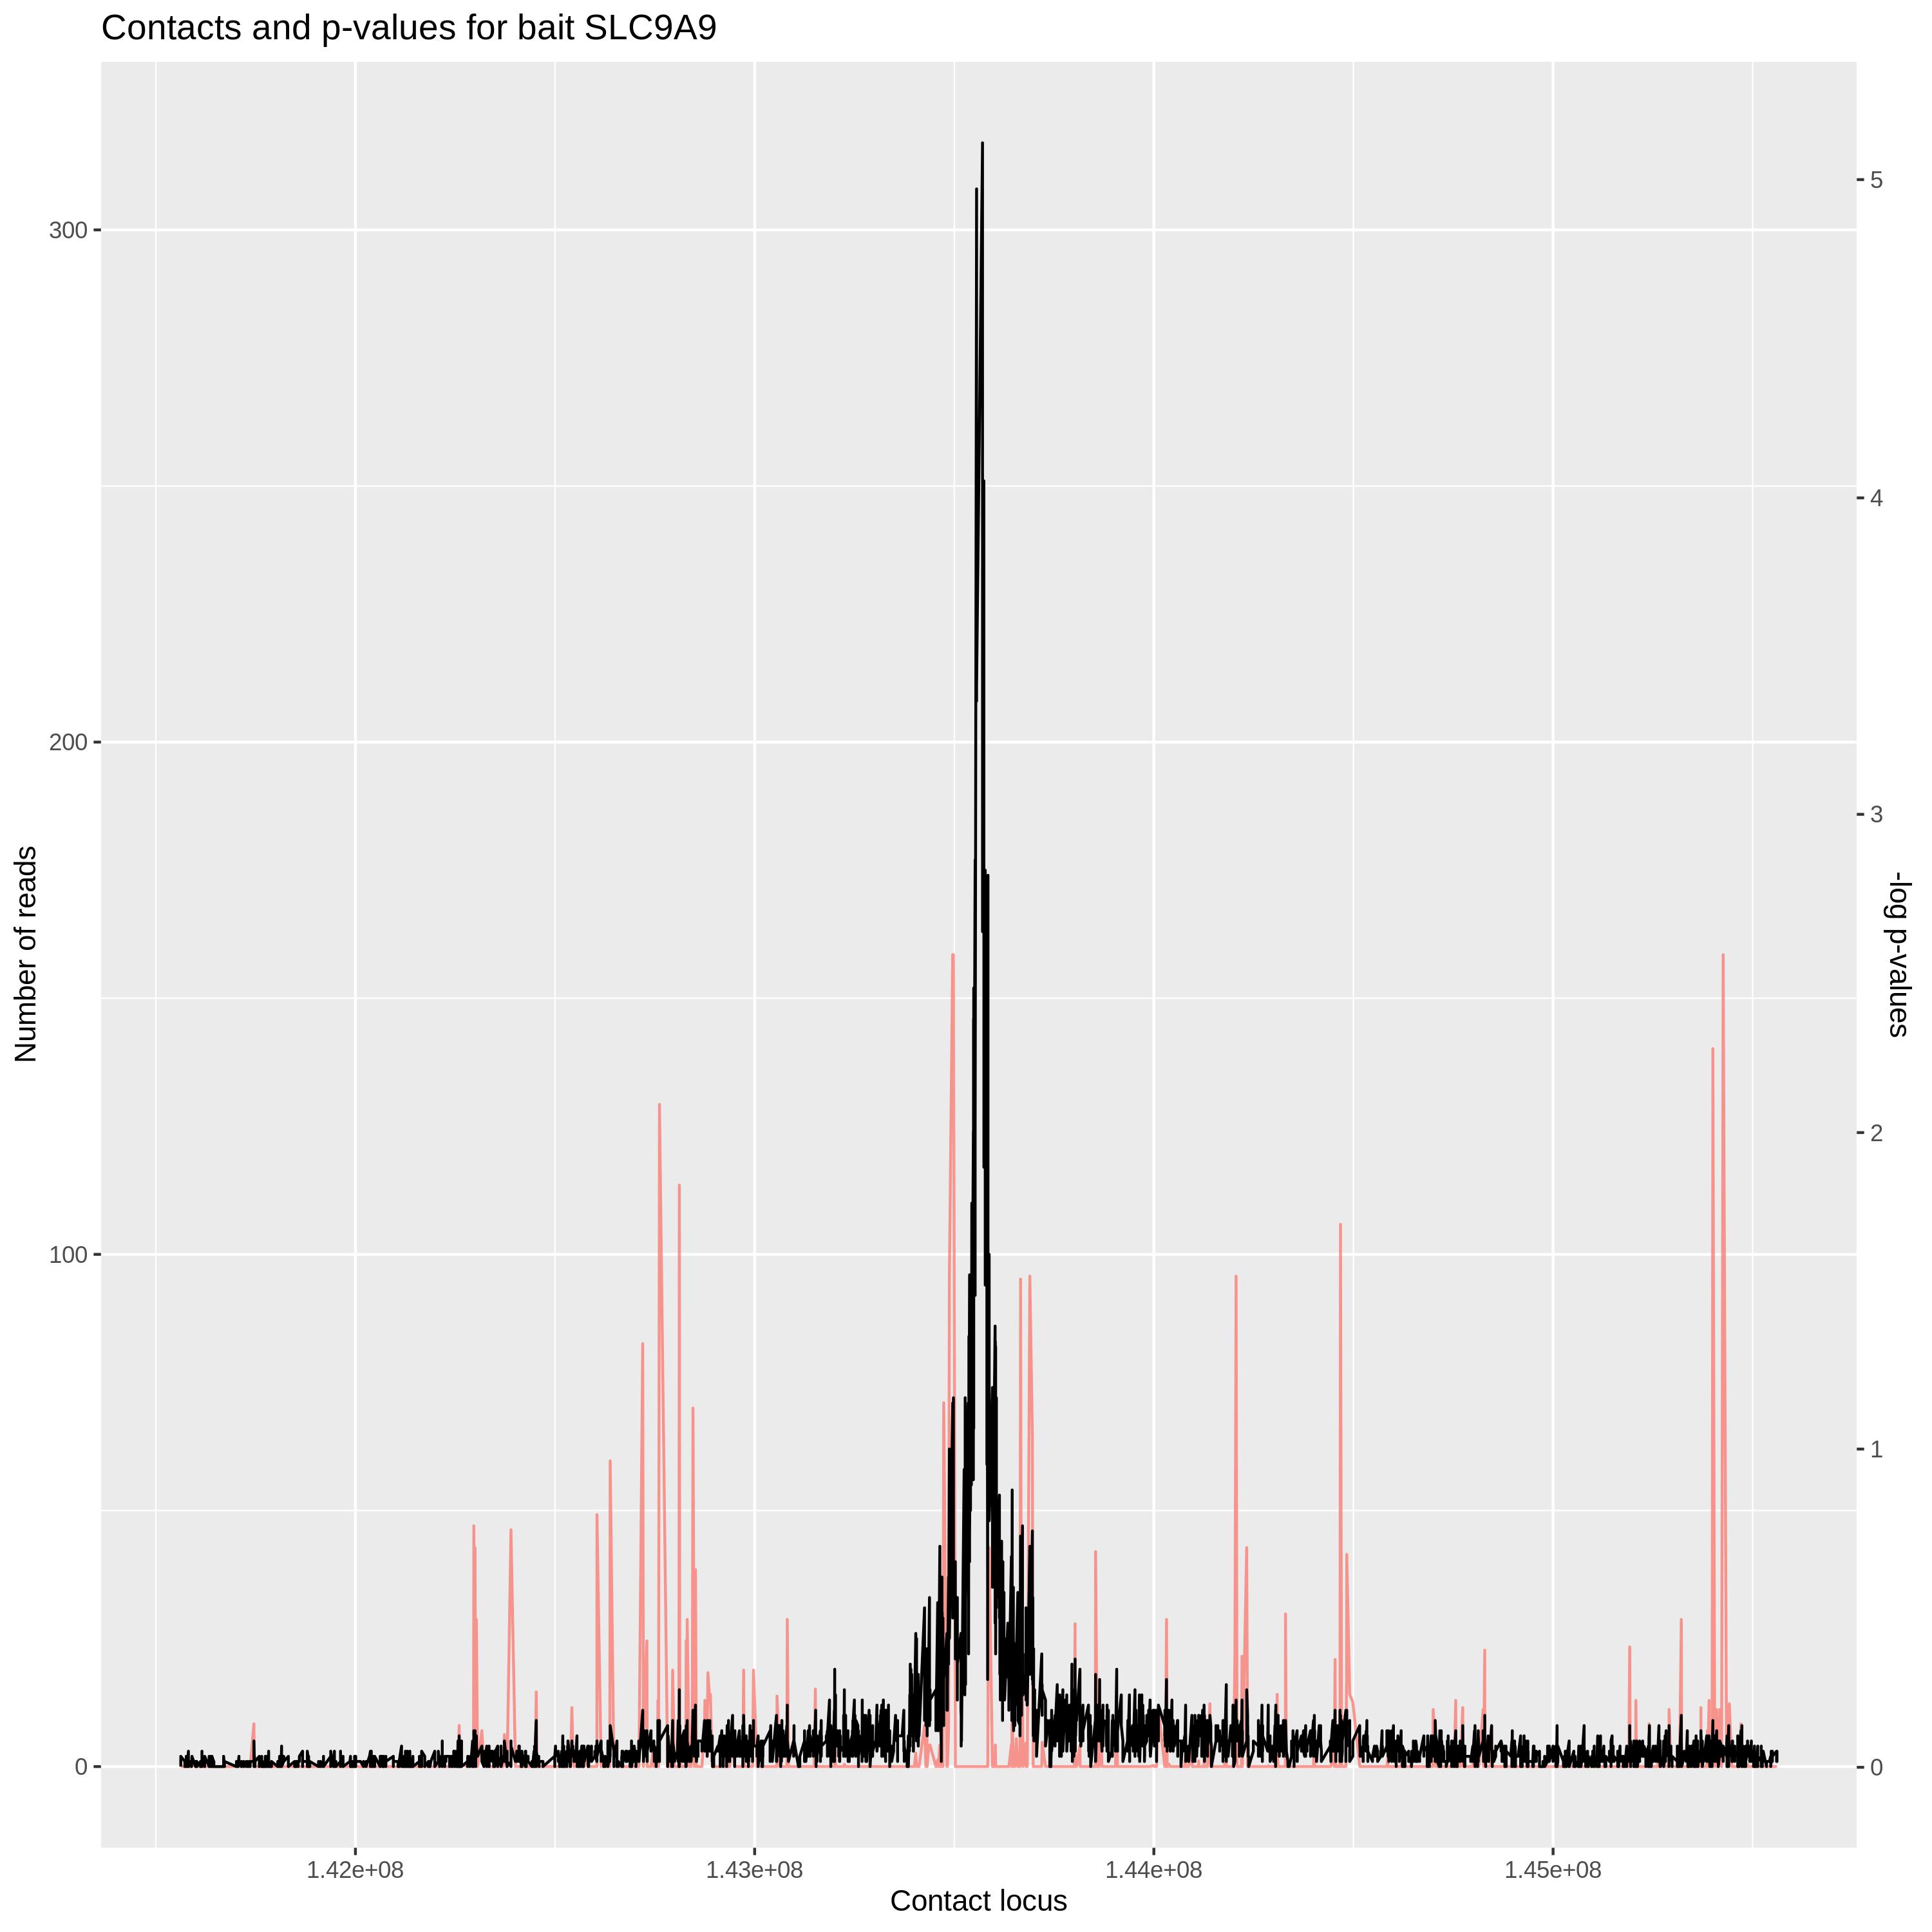 Contacts and p-values for bait SLC9A9
300
200
100
0
Number of reads
5
4
3
2
1
0
-log p-values
1.42e+08
1.43e+08
1.44e+08
1.45e+08
Contact locus